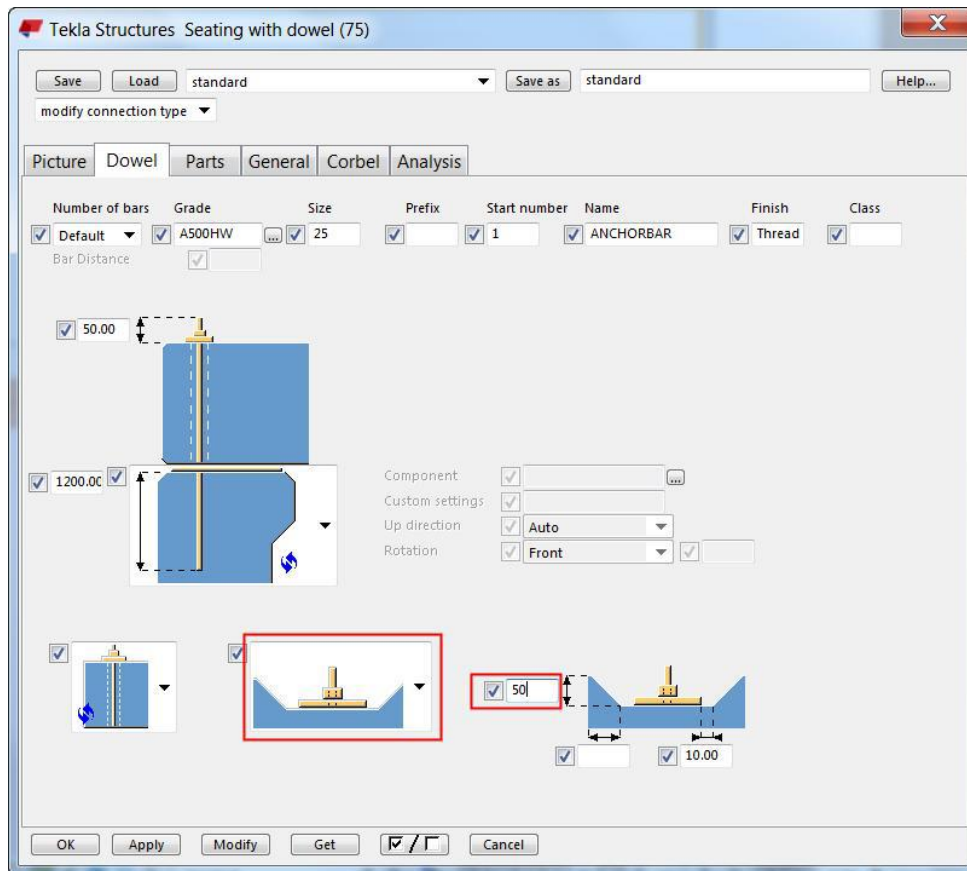 Tekla Structures  Seating with dowel (75)
Save Load standard Save as standard Help...
modify connection type
Picture Dowel Parts General Corbel Analysis
Number of bars Grade Size Prefix Start number Name Finish Class
Default A500HW ... 25 1 ANCHORBAR Thread
Bar Distance
50.00
1200.00
Component ...
Custom settings
Up direction Auto
Rotation Front
50
10.00
OK Apply Modify Get / Cancel